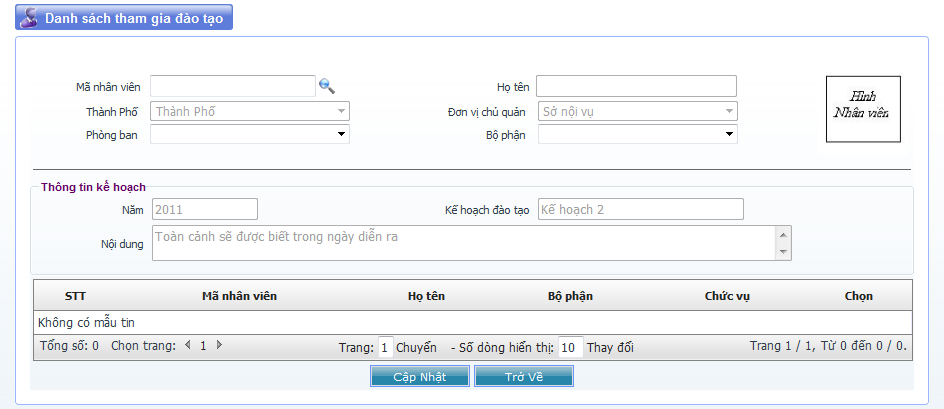 Danh sách tham gia đào tạo
Mã nhân viên Họ tên
Hình
Nhân viên
Thành Phố Thành Phố Đơn vị chủ quản Sở nội vụ
Phòng ban Bộ phận
Thông tin kế hoạch
Năm 2011 Kế hoạch đào tạo Kế hoạch 2
Nội dung Toàn cảnh sẽ được biết trong ngày diễn ra
STT Mã nhân viên Họ tên Bộ phận Chức vụ Chọn
Không có mẫu tin
Tổng số: 0 Chọn trang: 1 Trang: 1 Chuyển - Số dòng hiển thị: 10 Thay đổi Trang 1 / 1, Từ 0 đến 0 / 0.
Cập Nhật Trở Về